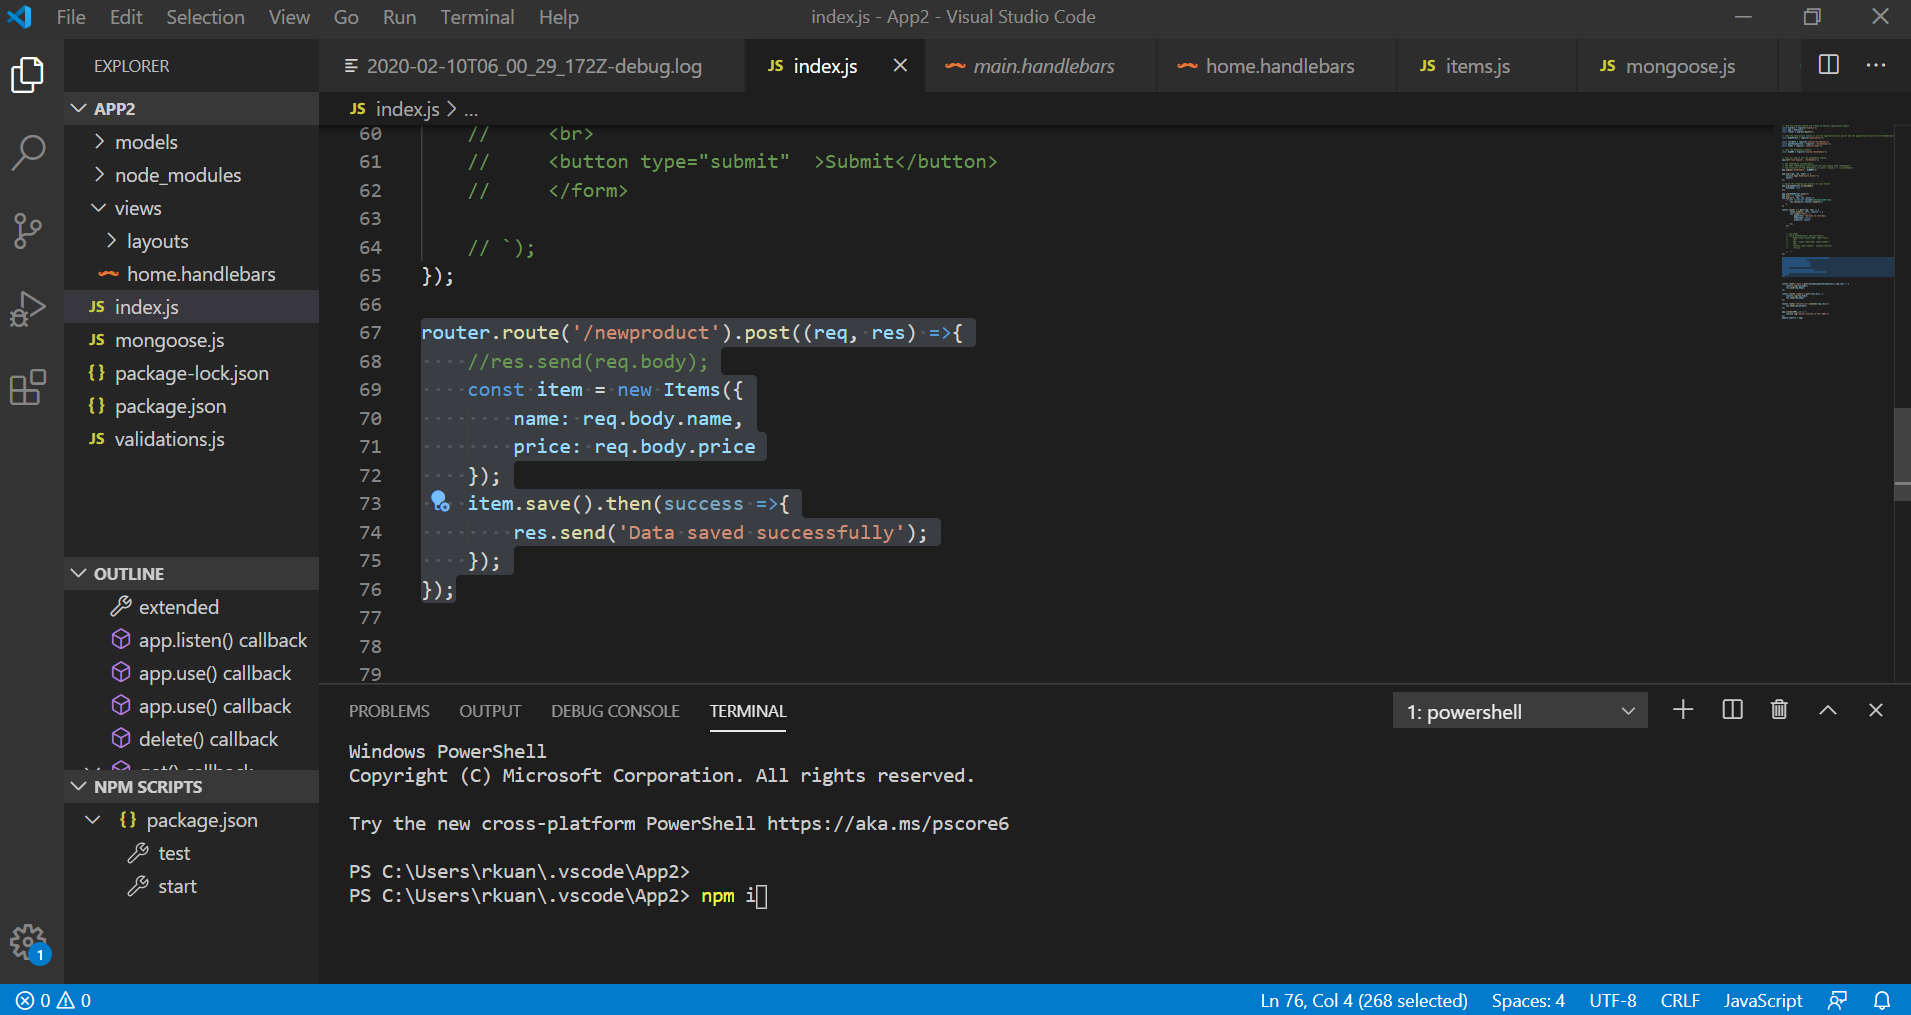 File Edit Selection View Go Run Terminal Help
index.js - App2 - Visual Studio Code
EXPLORER
2020-02-10T06_00_29_172Z-debug.log
JS index.js
main.handlebars
home.handlebars
JS items.js
JS mongoose.js
APP2
models
node_modules
views
layouts
home.handlebars
JS index.js
JS mongoose.js
{} package-lock.json
{} package.json
JS validations.js
OUTLINE
extended
app.listen() callback
app.use() callback
app.use() callback
delete() callback
get() callback
NPM SCRIPTS
{} package.json
test
start
JS index.js > ...
60 // <br>
61 // <button type="submit" >Submit</button>
62 // </form>
63
64 // `);
65 });
66
67 router.route('/newproduct').post((req, res) =>{
68 //res.send(req.body);
69 const item = new Items({
70 name: req.body.name,
71 price: req.body.price
72 });
73 item.save().then(success =>{
74 res.send('Data saved successfully');
75 });
76 });
77
78
79
PROBLEMS OUTPUT DEBUG CONSOLE TERMINAL
1: powershell
Windows PowerShell
Copyright (C) Microsoft Corporation. All rights reserved.
Try the new cross-platform PowerShell https://aka.ms/pscore6
PS C:\Users\rkuan\.vscode\App2>
PS C:\Users\rkuan\.vscode\App2> npm i
1
0 0
Ln 76, Col 4 (268 selected) Spaces: 4 UTF-8 CRLF JavaScript